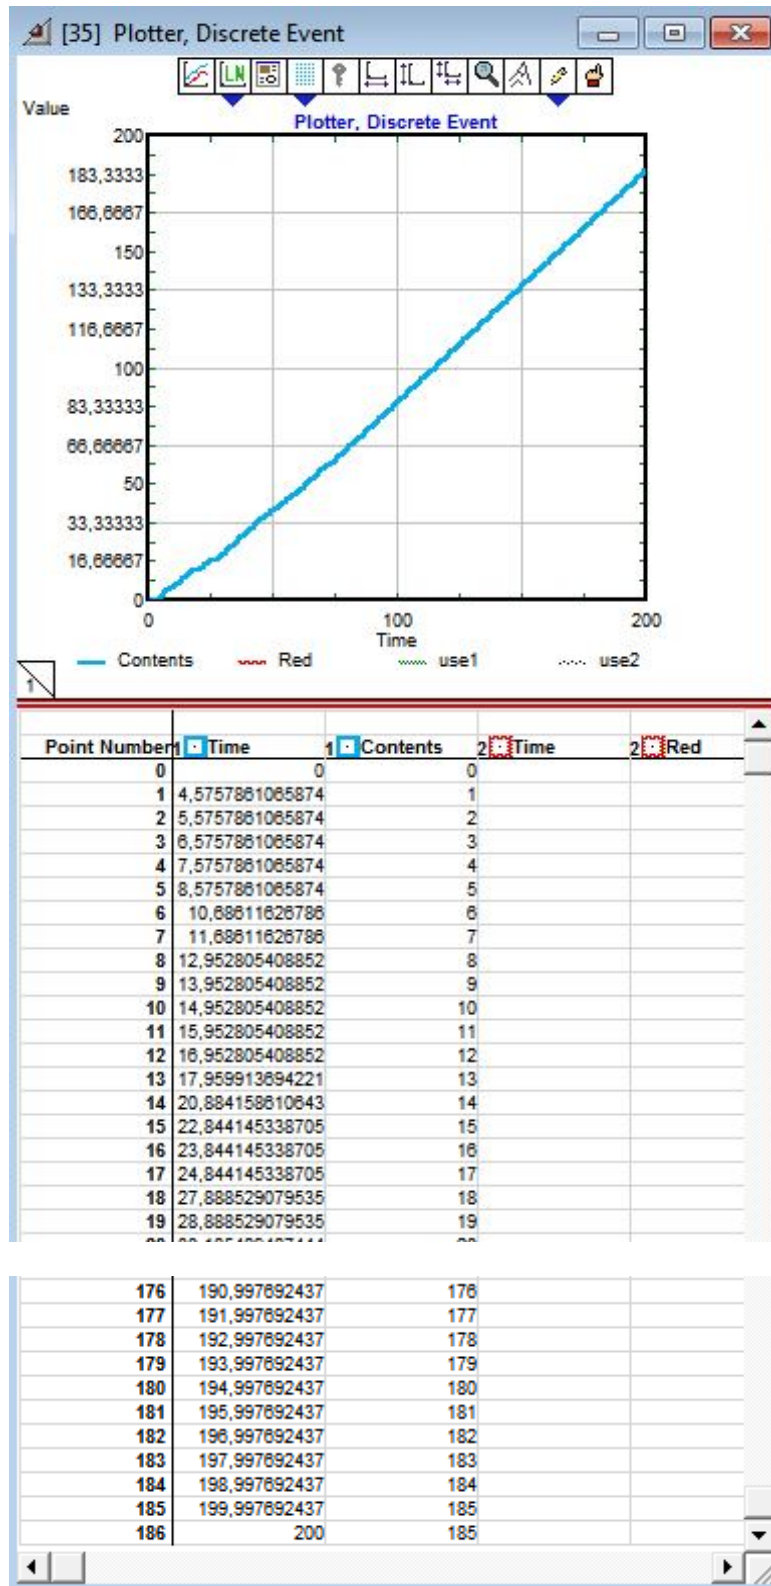 [35] Plotter, Discrete Event
LN
Value
Plotter, Discrete Event
200
183,3333
166,6667
150
133,3333
116,6667
100
83,33333
66,66667
50
33,33333
16,66667
0
0 100 200
Time
Contents Red use1 use2
1
Point Number 1 Time 1 Contents 2 Time 2 Red
0 0 0
1 4,5757861065874 1
2 5,5757861065874 2
3 6,5757861065874 3
4 7,5757861065874 4
5 8,5757861065874 5
6 10,68611626786 6
7 11,68611626786 7
8 12,952805408852 8
9 13,952805408852 9
10 14,952805408852 10
11 15,952805408852 11
12 16,952805408852 12
13 17,959913694221 13
14 20,884158610643 14
15 22,844145338705 15
16 23,844145338705 16
17 24,844145338705 17
18 27,888529079535 18
19 28,888529079535 19
176 190,997692437 176
177 191,997692437 177
178 192,997692437 178
179 193,997692437 179
180 194,997692437 180
181 195,997692437 181
182 196,997692437 182
183 197,997692437 183
184 198,997692437 184
185 199,997692437 185
186 200 185